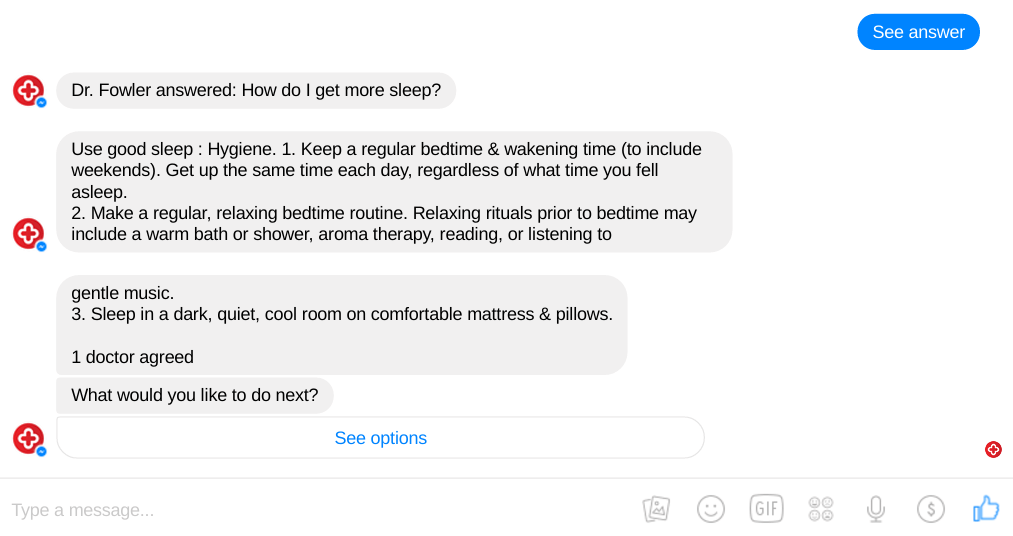 See answer
Dr. Fowler answered: How do I get more sleep?
Use good sleep : Hygiene. 1. Keep a regular bedtime & wakening time (to include
weekends). Get up the same time each day, regardless of what time you fell
asleep.
2. Make a regular, relaxing bedtime routine. Relaxing rituals prior to bedtime may
include a warm bath or shower, aroma therapy, reading, or listening to
gentle music.
3. Sleep in a dark, quiet, cool room on comfortable mattress & pillows.
1 doctor agreed
What would you like to do next?
See options
Type a message...
GIF
$